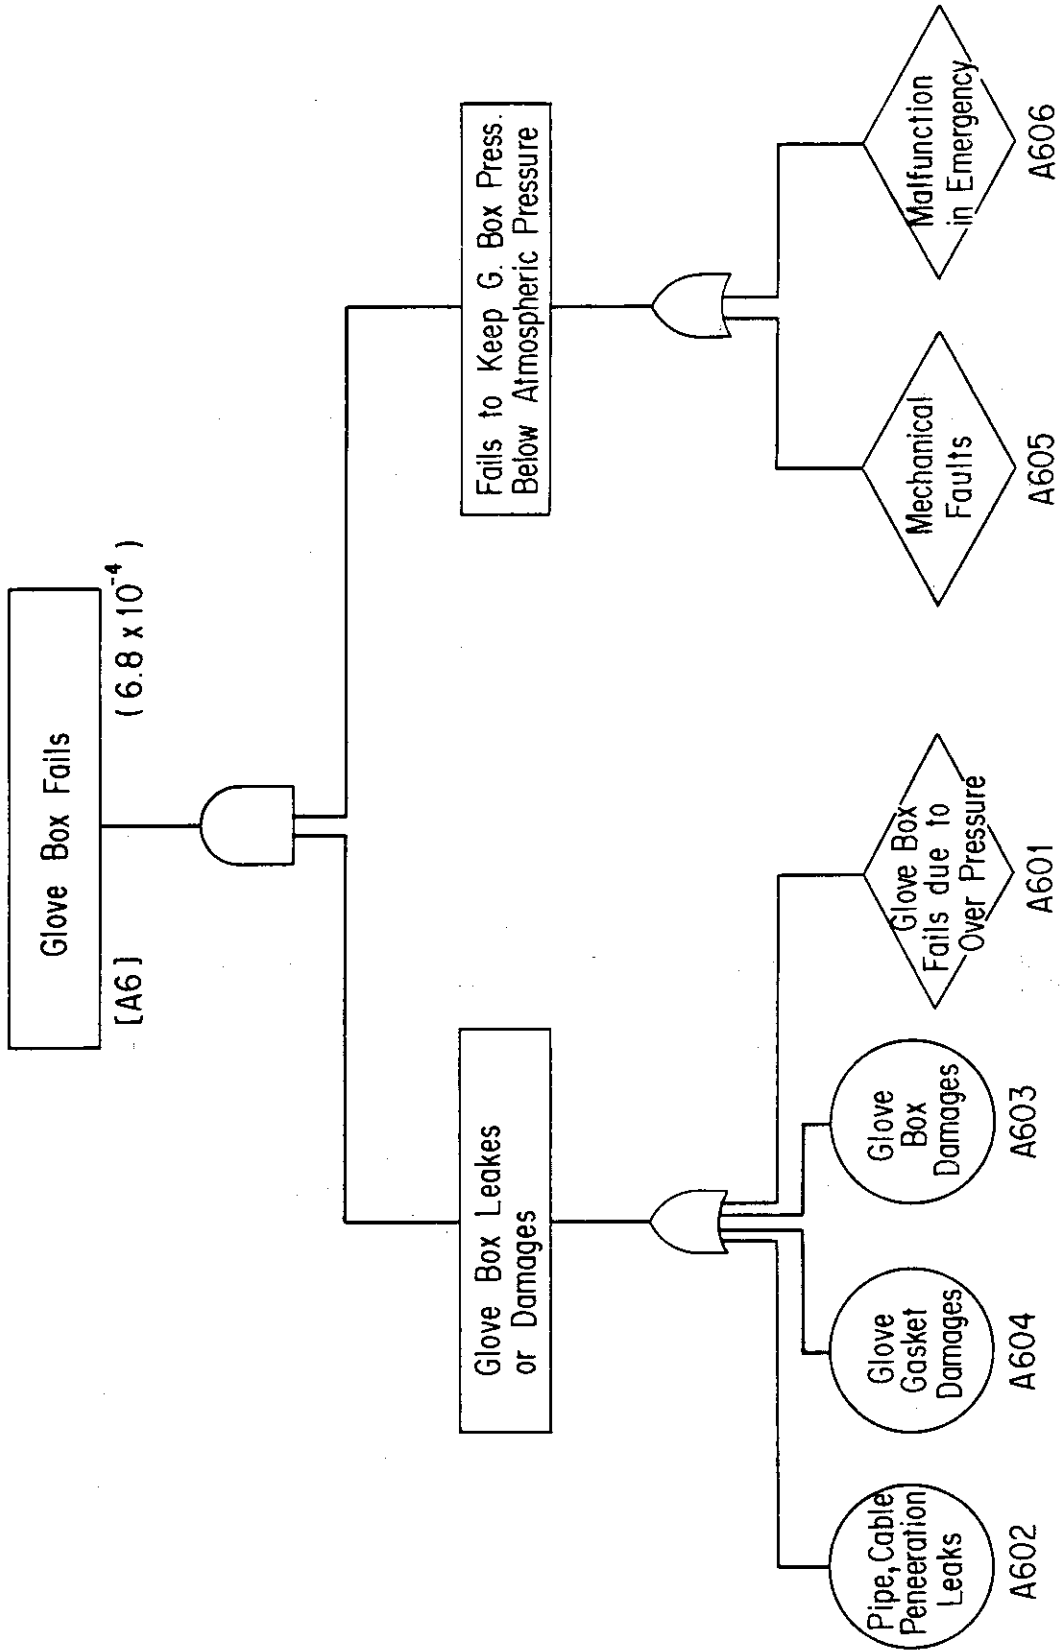 Glove Box Fails
[A6]
(6.8 x 10⁻⁴)
Glove Box Leakes
or Damages
Fails to Keep G. Box Press.
Below Atmospheric Pressure
Pipe, Cable
Peneeration
Leaks
A602
Glove
Gasket
Damages
A604
Glove
Box
Damages
A603
Glove Box
Fails due to
Over Pressure
A601
Mechanical
Faults
A605
Malfunction
in Emergency
A606